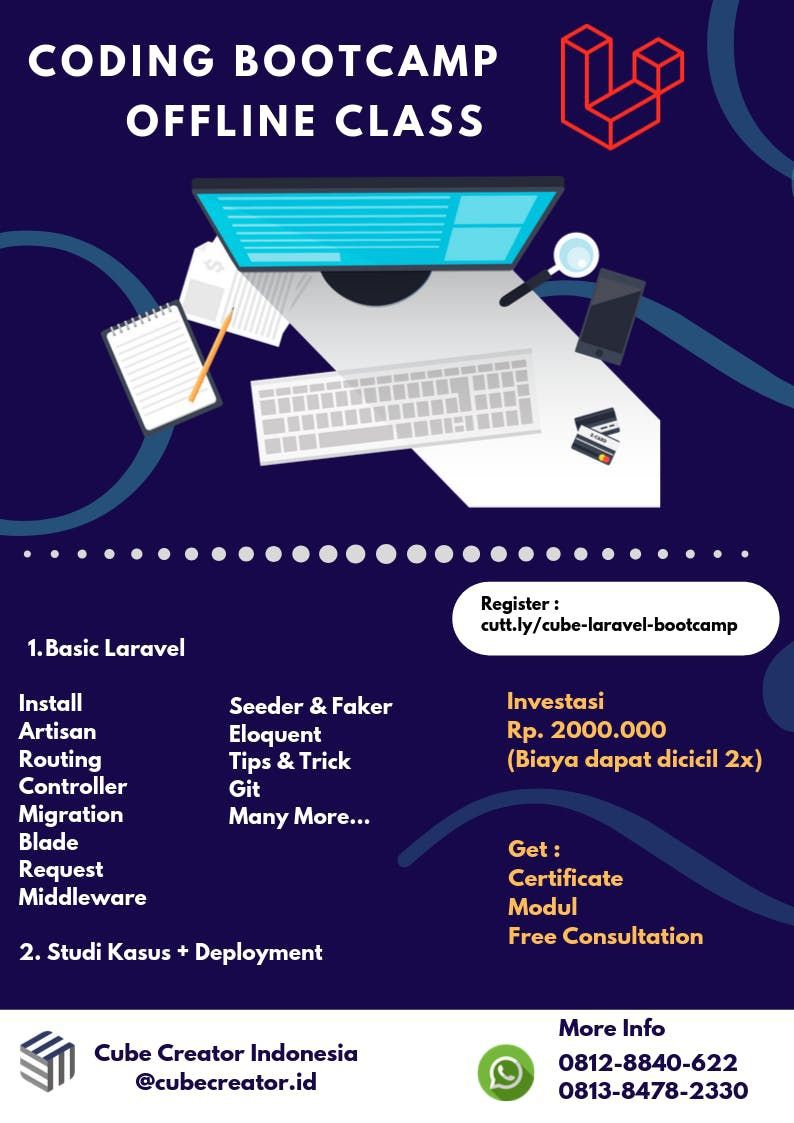 CODING BOOTCAMP
OFFLINE CLASS
E-CARD
Register :
cutt.ly/cube-laravel-bootcamp
1.Basic Laravel
Install
Artisan
Routing
Controller
Migration
Blade
Request
Middleware
Seeder & Faker
Eloquent
Tips & Trick
Git
Many More...
2. Studi Kasus + Deployment
Investasi
Rp. 2000.000
(Biaya dapat dicicil 2x)
Get :
Certificate
Modul
Free Consultation
Cube Creator Indonesia
@cubecreator.id
More Info
0812-8840-622
0813-8478-2330